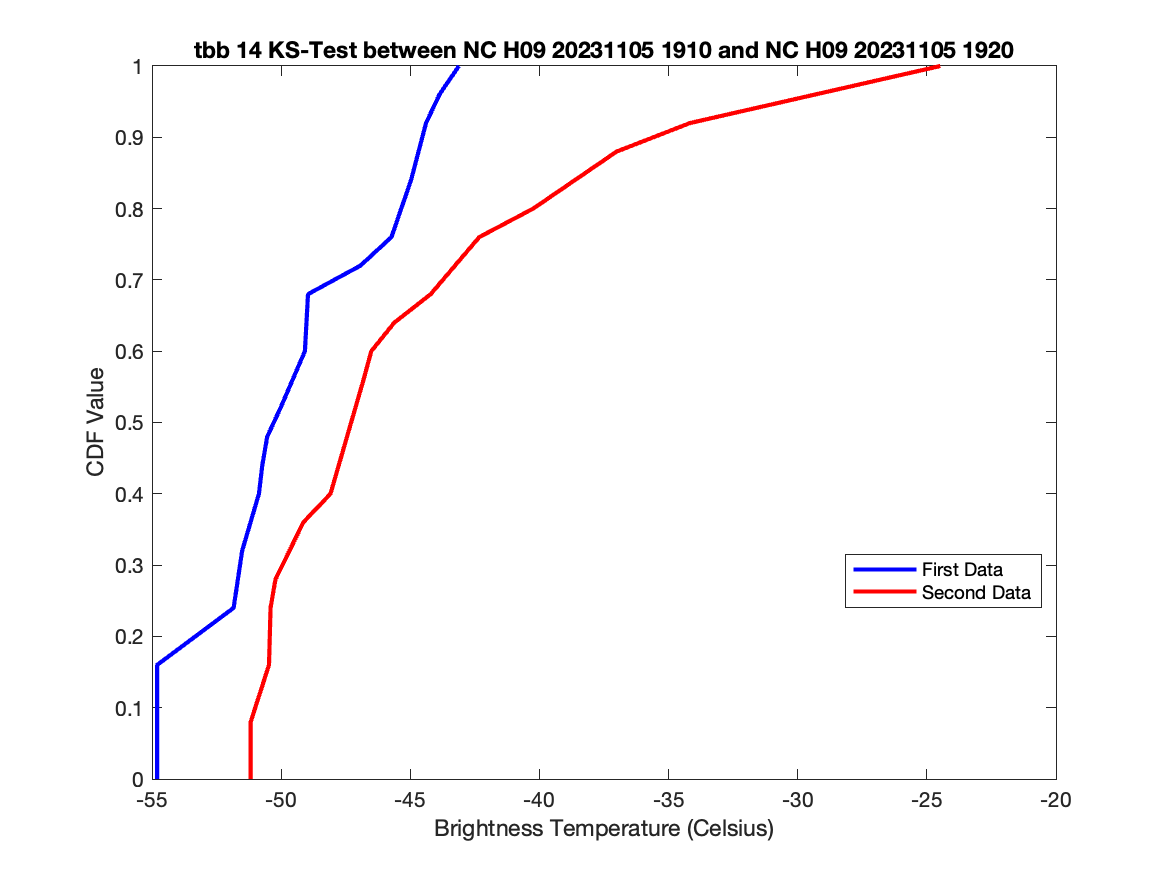 tbb 14 KS-Test between NC H09 20231105 1910 and NC H09 20231105 1920
1
0.9
0.8
0.7
0.6
0.5
0.4
0.3
0.2
0.1
0
CDF Value
First Data
Second Data
-55 -50 -45 -40 -35 -30 -25 -20
Brightness Temperature (Celsius)